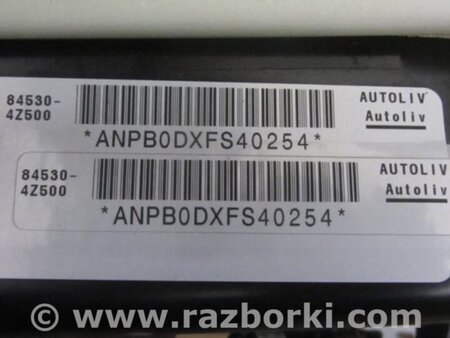 84530-
4Z500
*ANPB0DXFS40254*
AUTOLIV
Autoliv
84530-
4Z500
*ANPB0DXFS40254*
AUTOLIV
Autoliv
© www.razborki.com